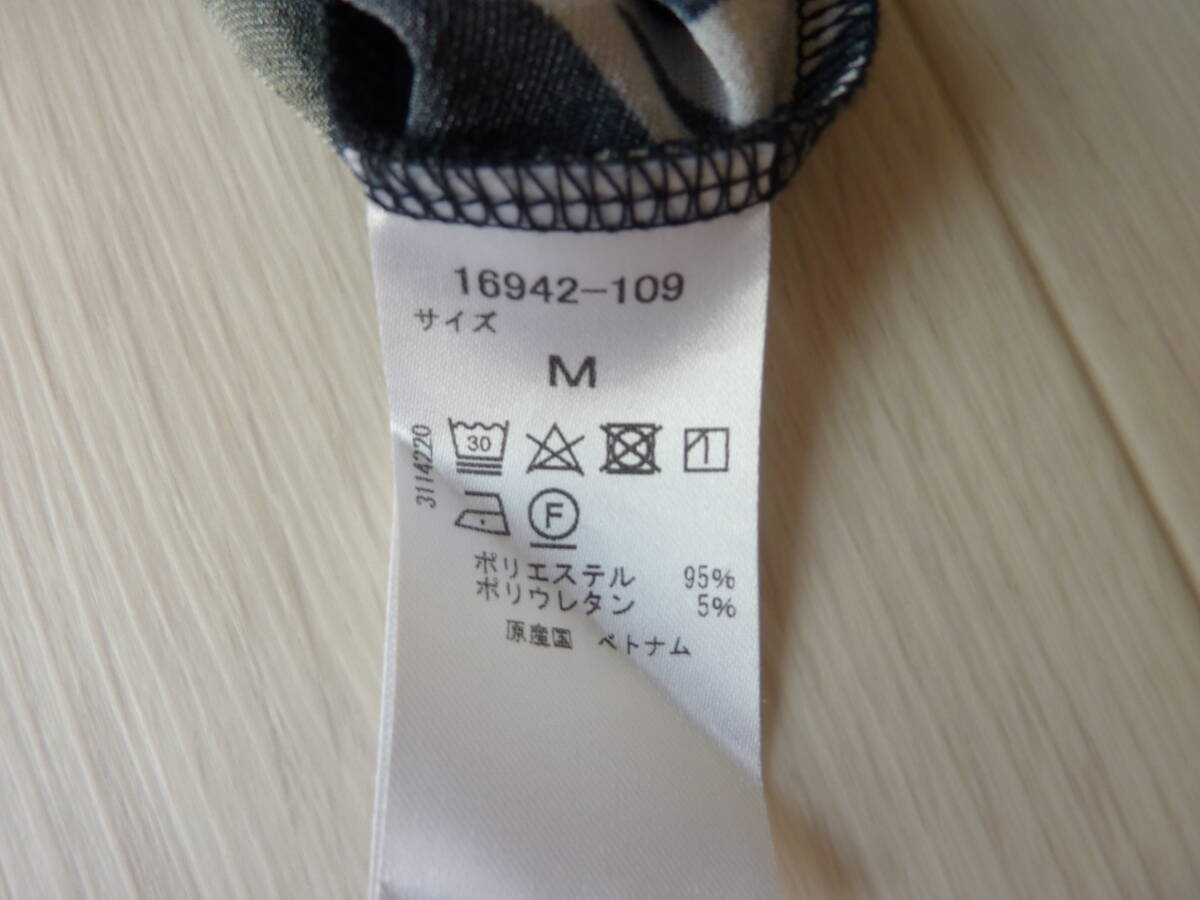 16942-109
サイズ
M
3114220
30
F
ポリエステル 95%
ポリウレタン 5%
原産国 ベトナム